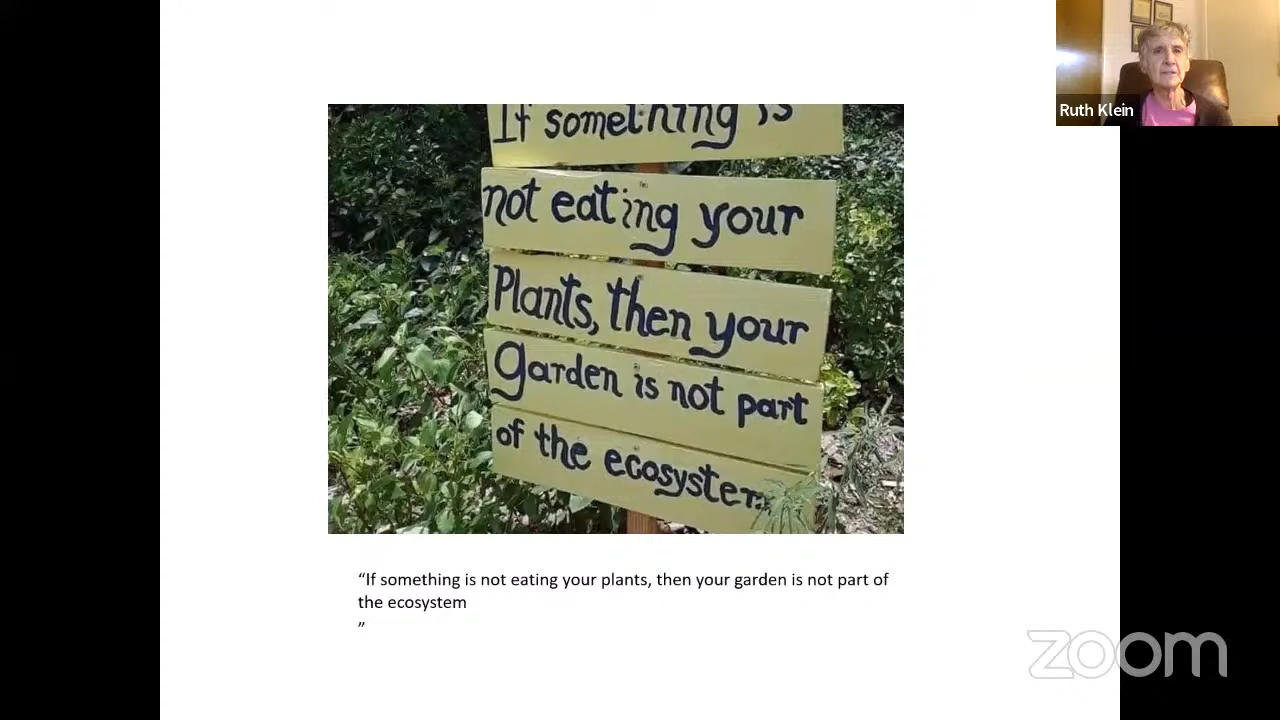 Ruth Klein
If something is
not eating your
Plants, then your
garden is not part
of the ecosystem
“If something is not eating your plants, then your garden is not part of
the ecosystem
”
zoom